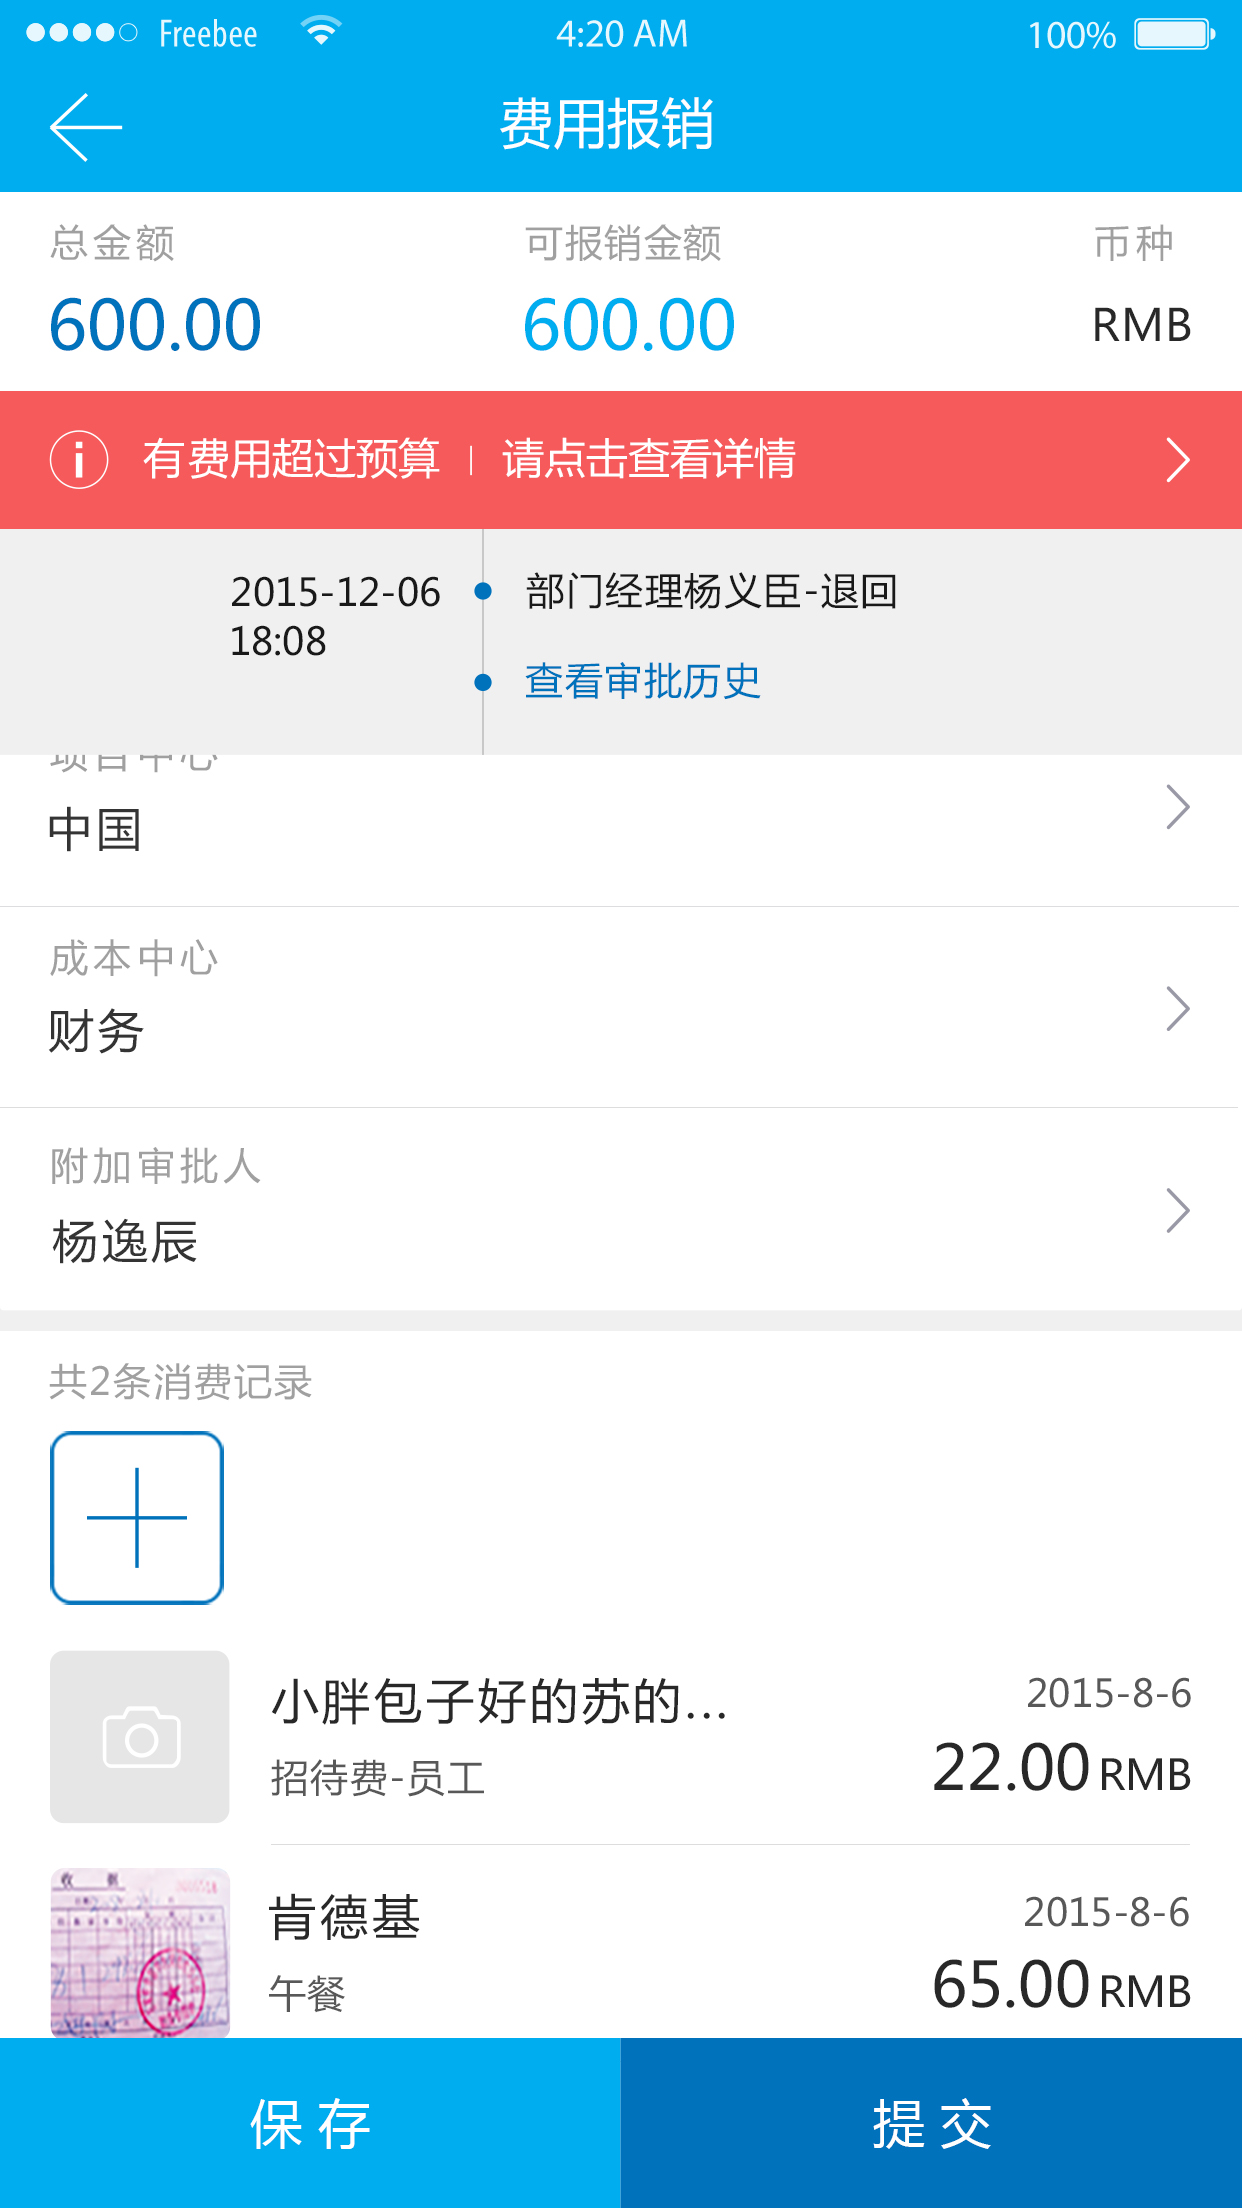 Freebee 4:20 AM 100%
费用报销
总金额 可报销金额 币种
600.00 600.00 RMB
有费用超过预算 | 请点击查看详情
2015-12-06 部门经理杨义臣-退回
18:08
查看审批历史
项目中心
中国
成本中心
财务
附加审批人
杨逸辰
共2条消费记录
小胖包子好的苏的... 2015-8-6
招待费-员工 22.00 RMB
收 据
肯德基 2015-8-6
午餐 65.00 RMB
保存 提交